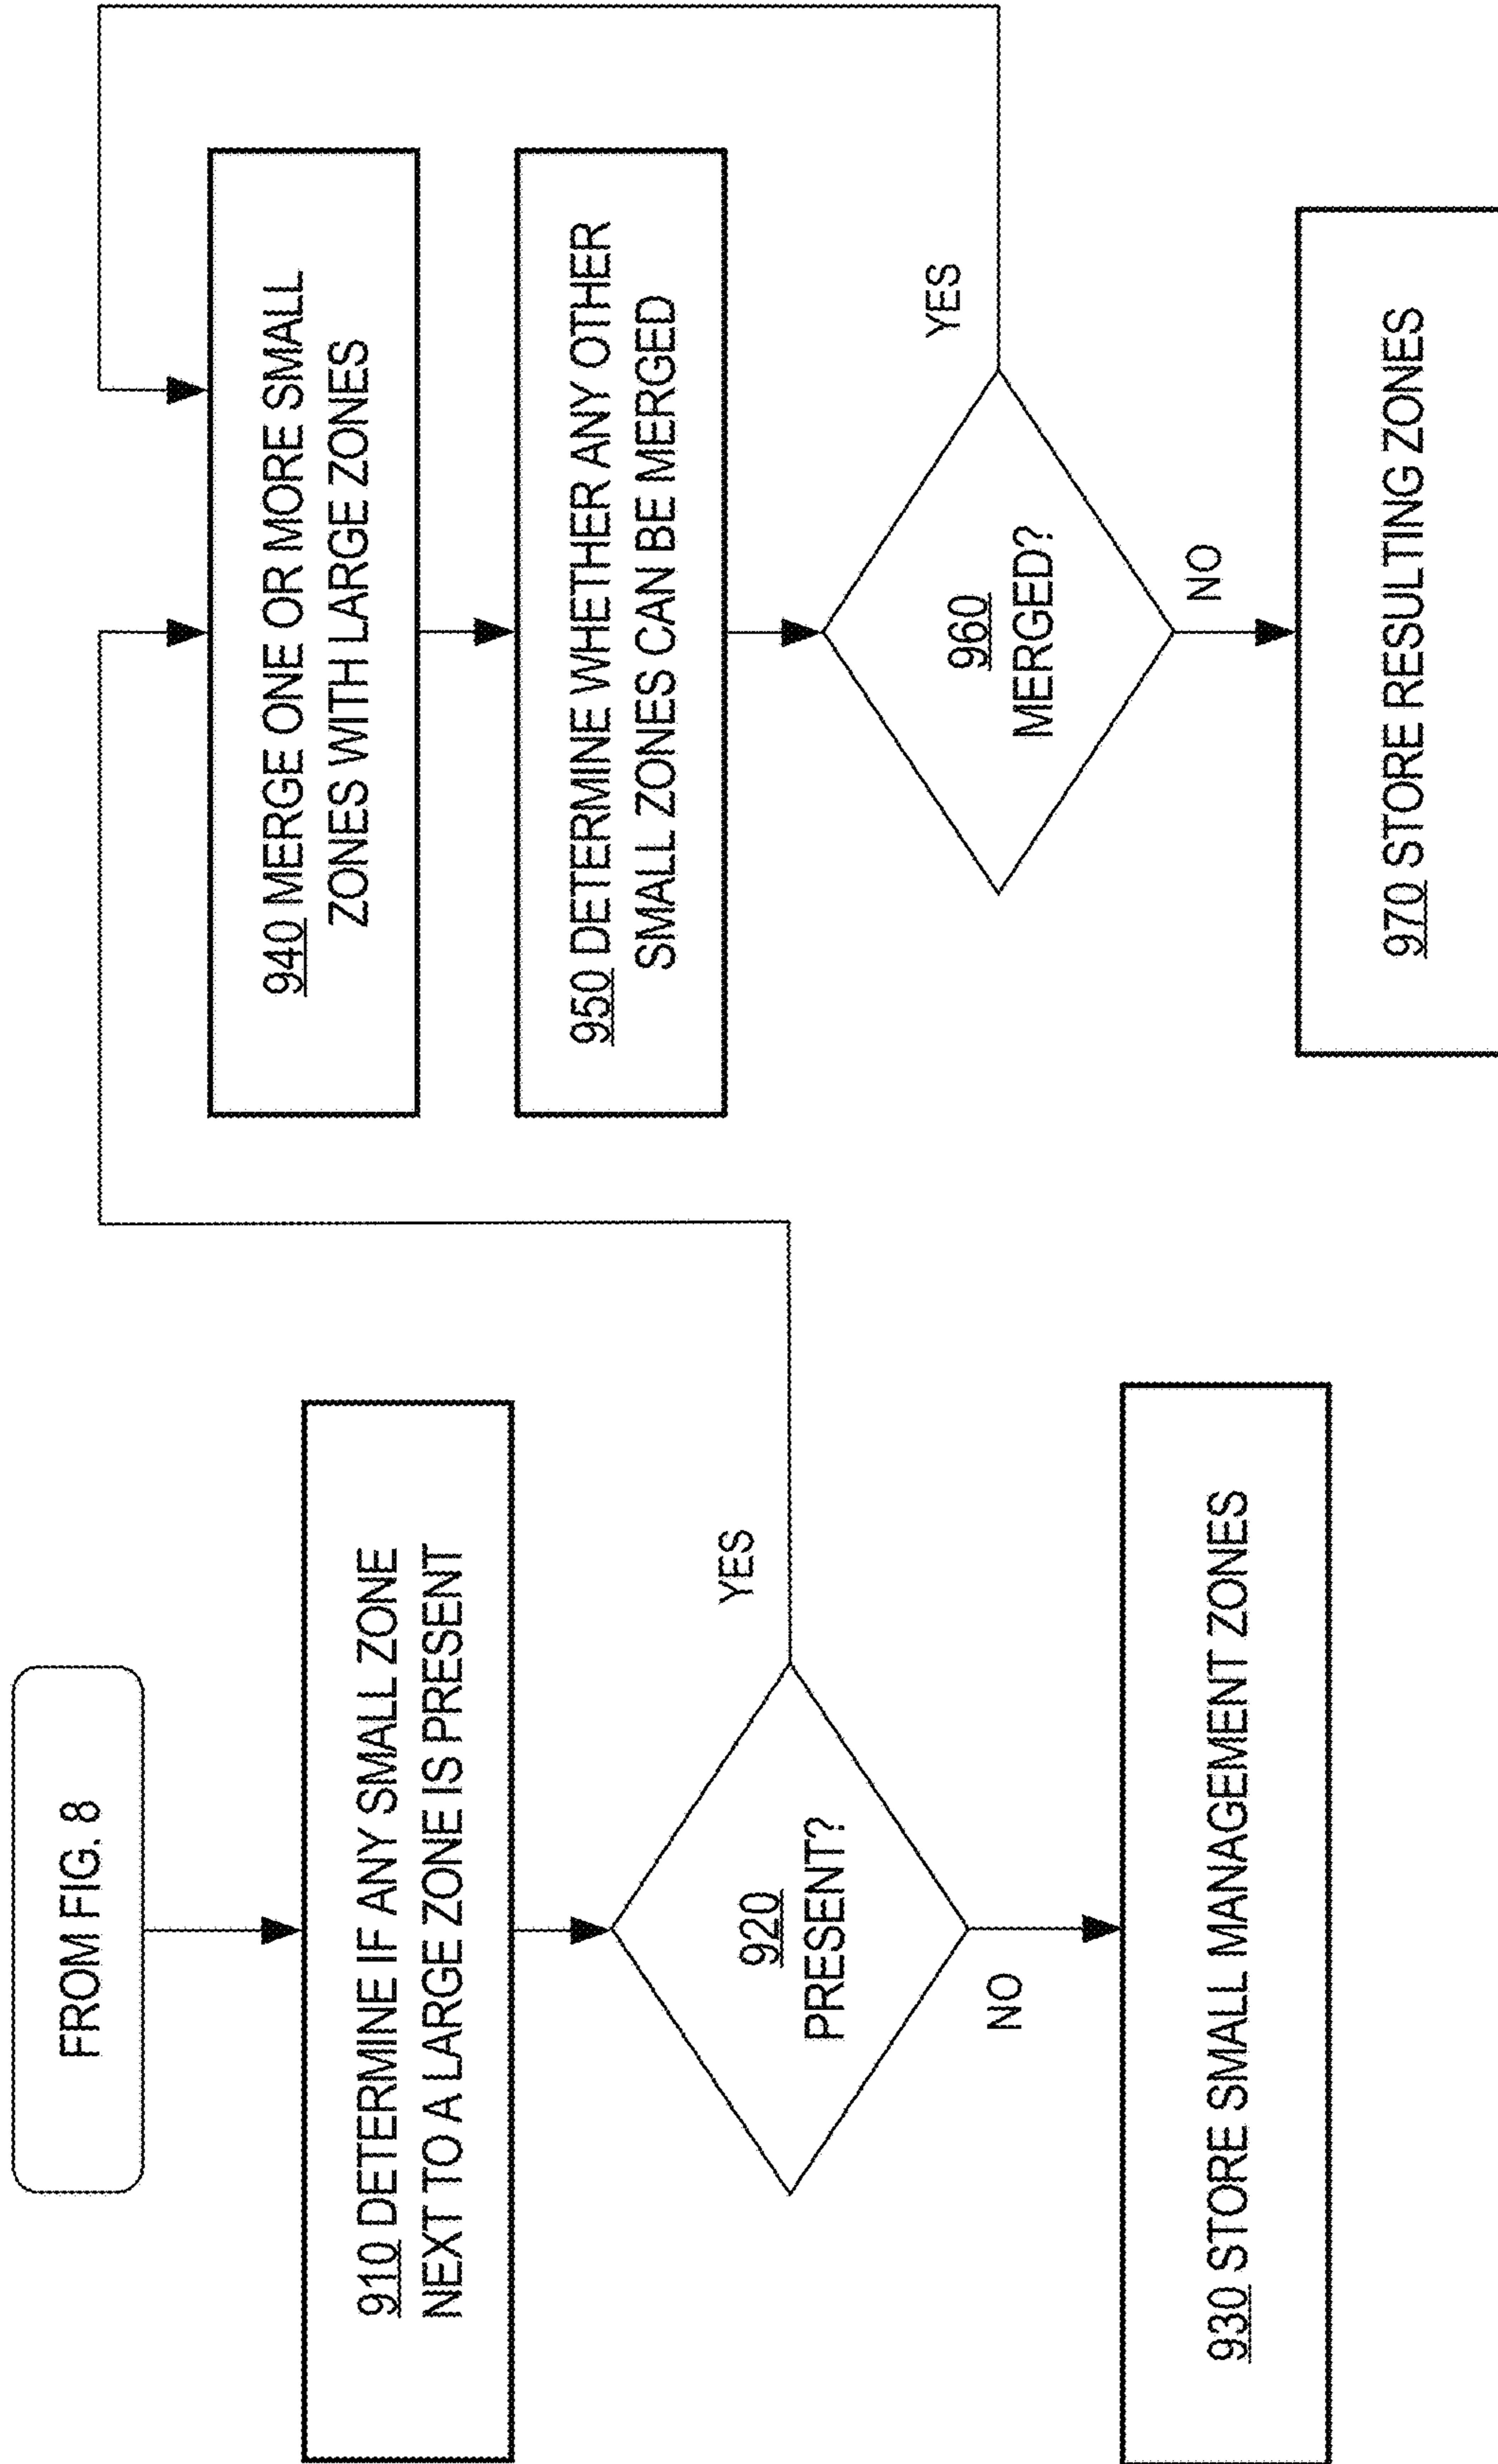 FROM FIG. 8
910 DETERMINE IF ANY SMALL ZONE
NEXT TO A LARGE ZONE IS PRESENT
920
PRESENT?
YES
NO
930 STORE SMALL MANAGEMENT ZONES
940 MERGE ONE OR MORE SMALL
ZONES WITH LARGE ZONES
950 DETERMINE WHETHER ANY OTHER
SMALL ZONES CAN BE MERGED
960
MERGED?
YES
NO
970 STORE RESULTING ZONES